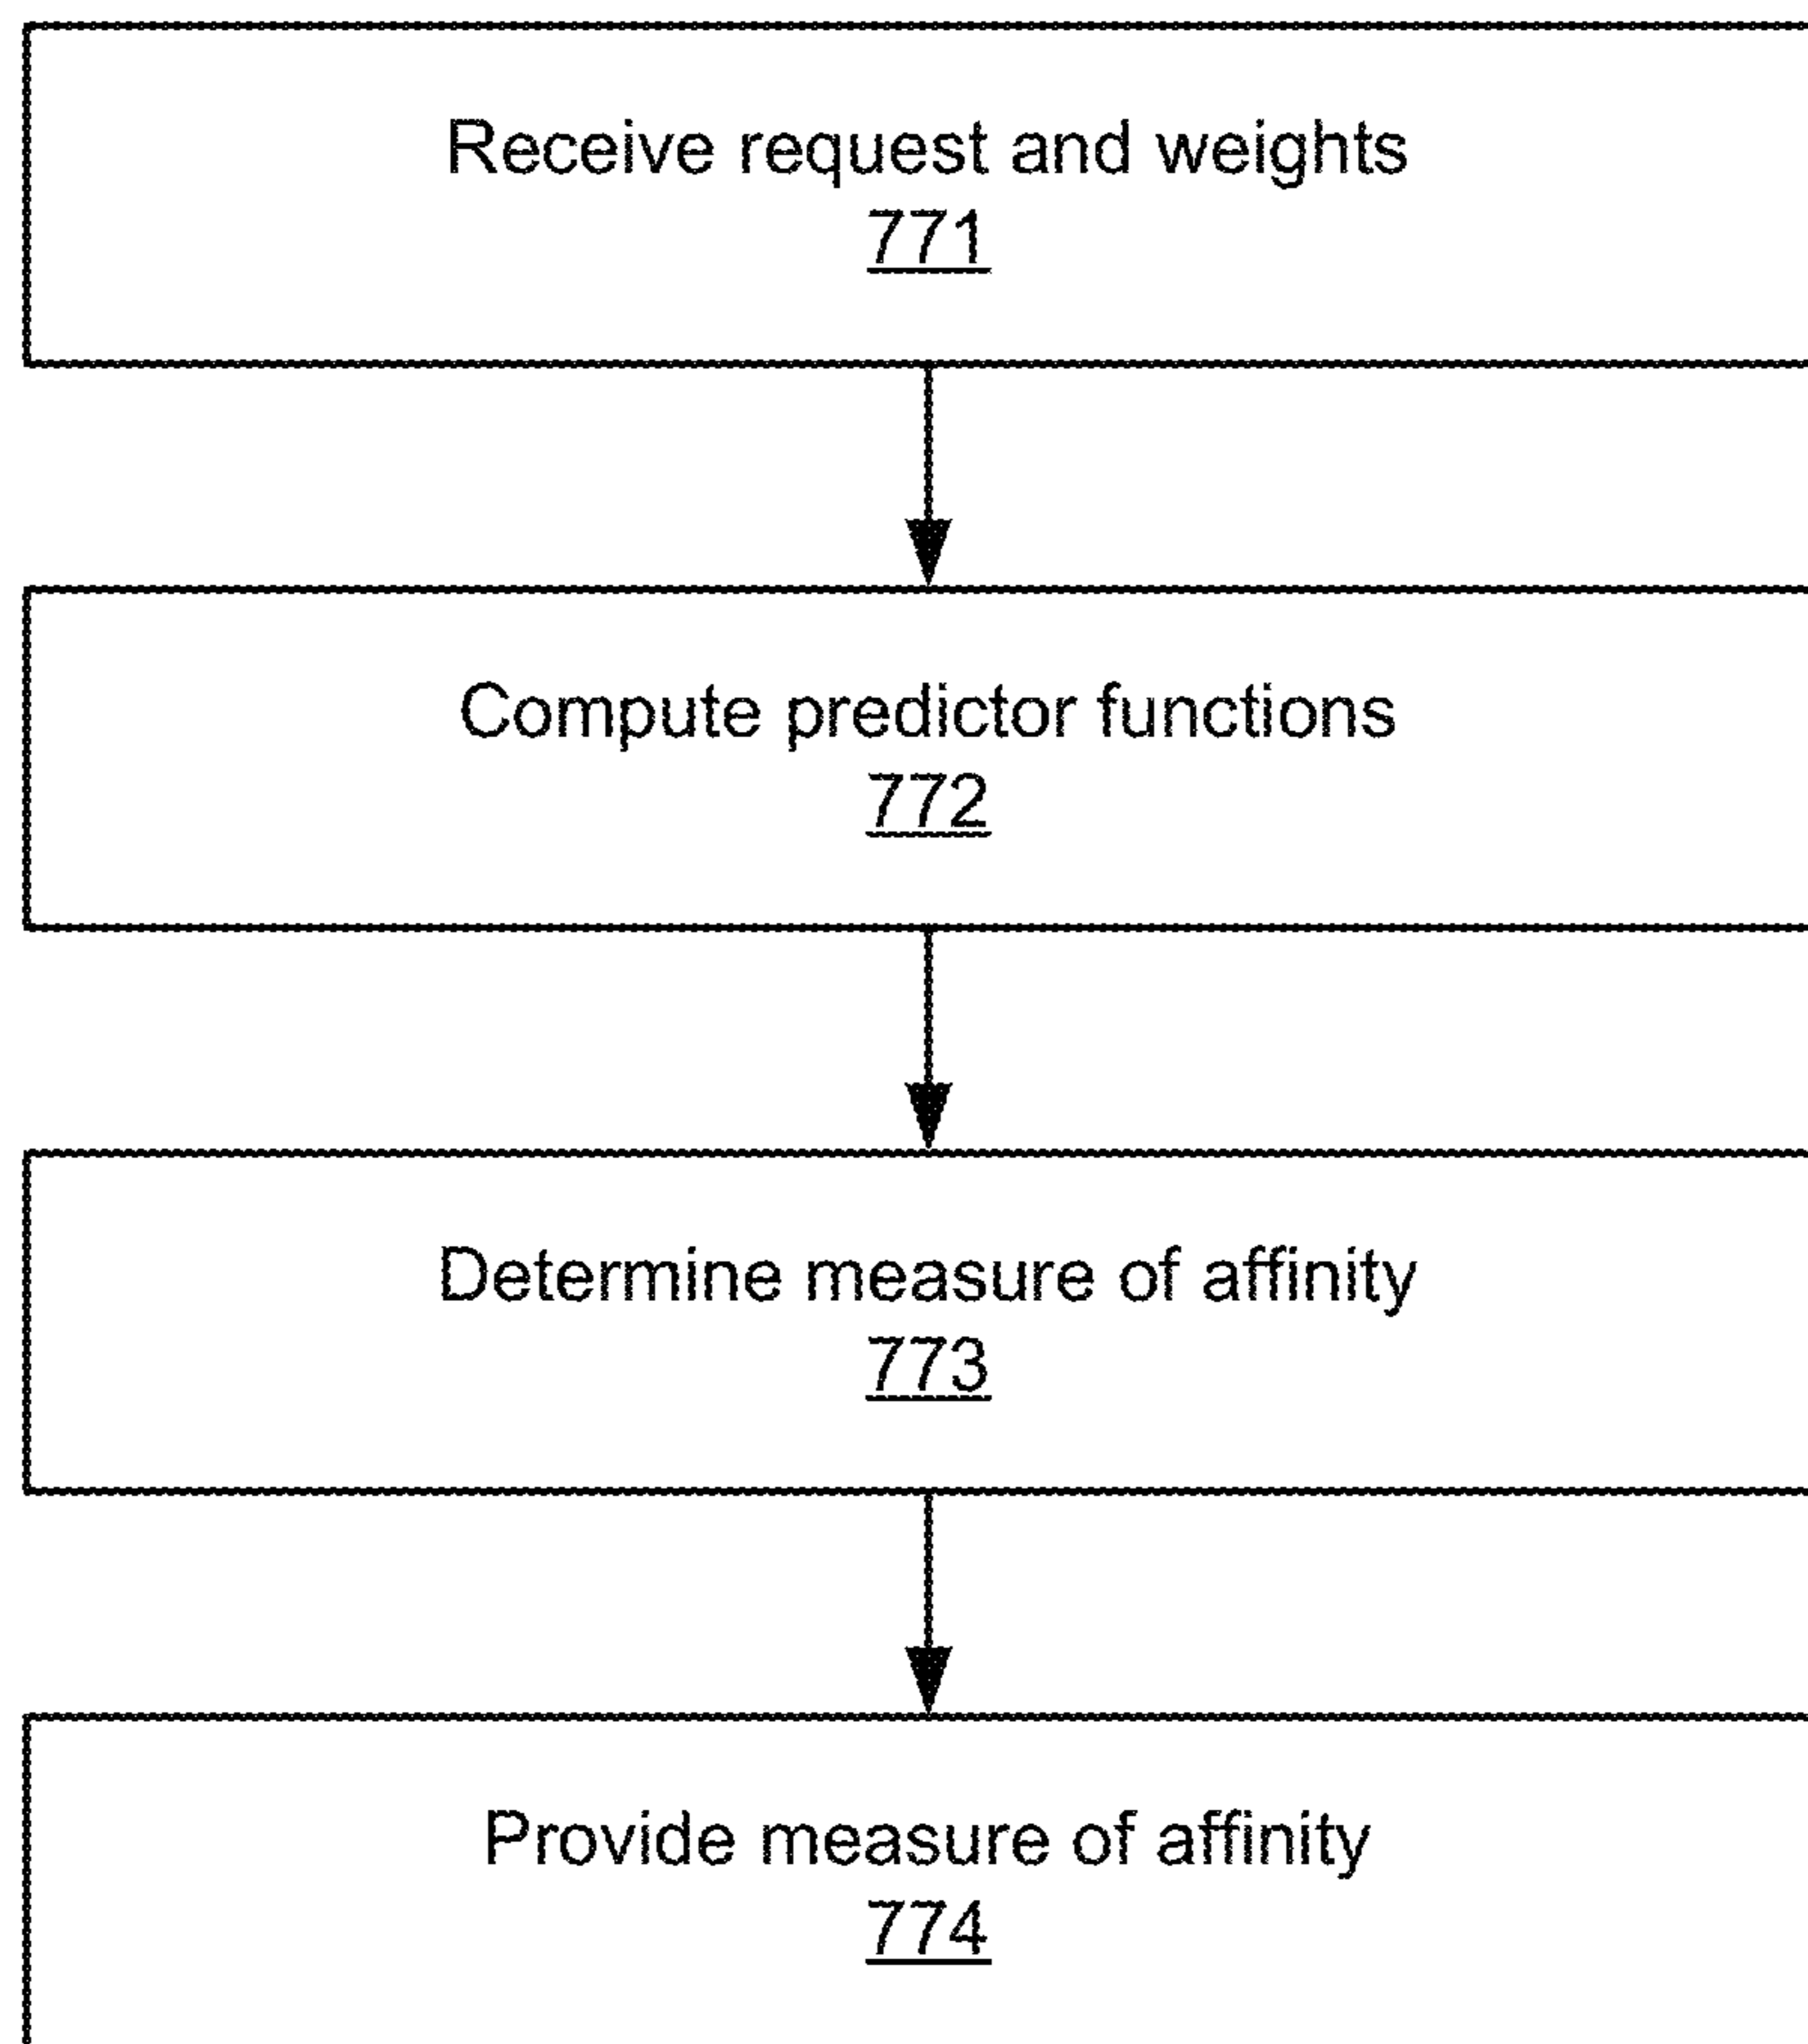 Receive request and weights
771
Compute predictor functions
772
Determine measure of affinity
773
Provide measure of affinity
774